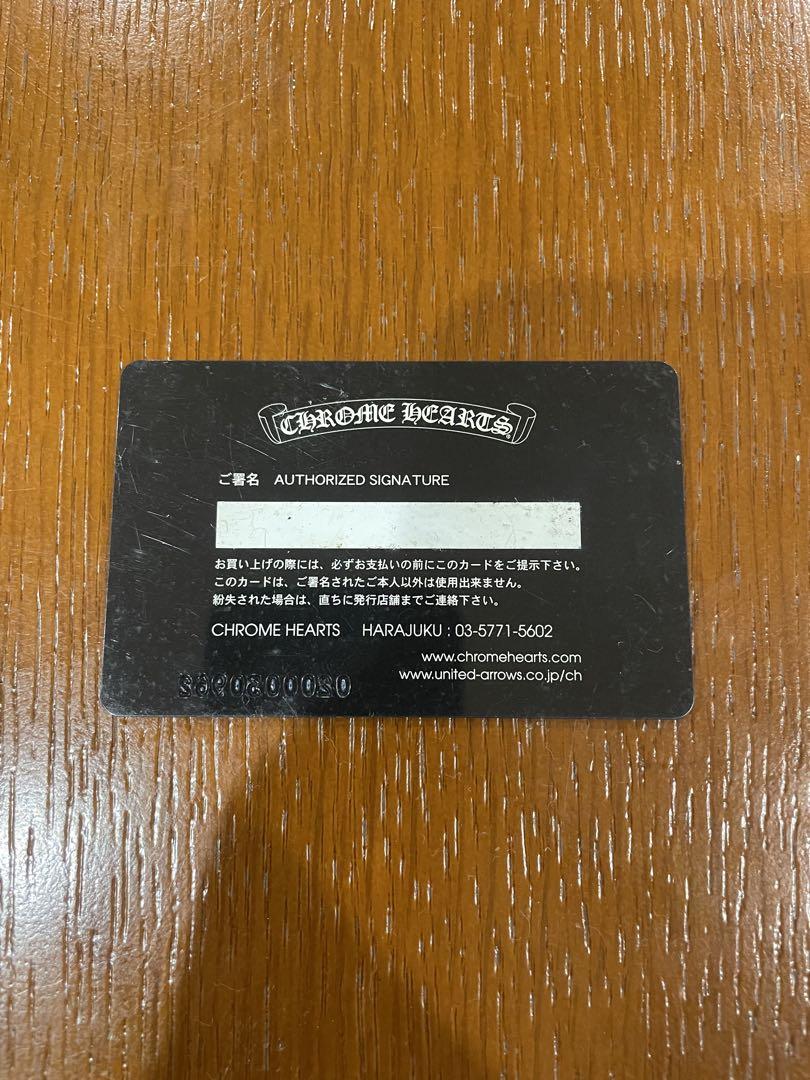 CHROME HEARTS
ご署名 AUTHORIZED SIGNATURE
お買い上げの際には、必ずお支払いの前にこのカードをご提示下さい。
このカードは、ご署名されたご本人以外は使用出来ません。
紛失された場合は、直ちに発行店舗までご連絡下さい。
CHROME HEARTS HARAJUKU : 03-5771-5602
www.chromehearts.com
www.united-arrows.co.jp/ch